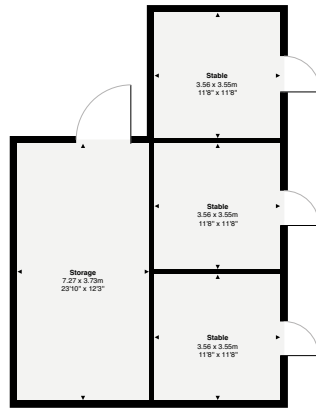 Stable
3.56 x 3.55m
11'8" x 11'8"
Stable
3.56 x 3.55m
11'8" x 11'8"
Storage
7.27 x 3.73m
23'10" x 12'3"
Stable
3.56 x 3.55m
11'8" x 11'8"